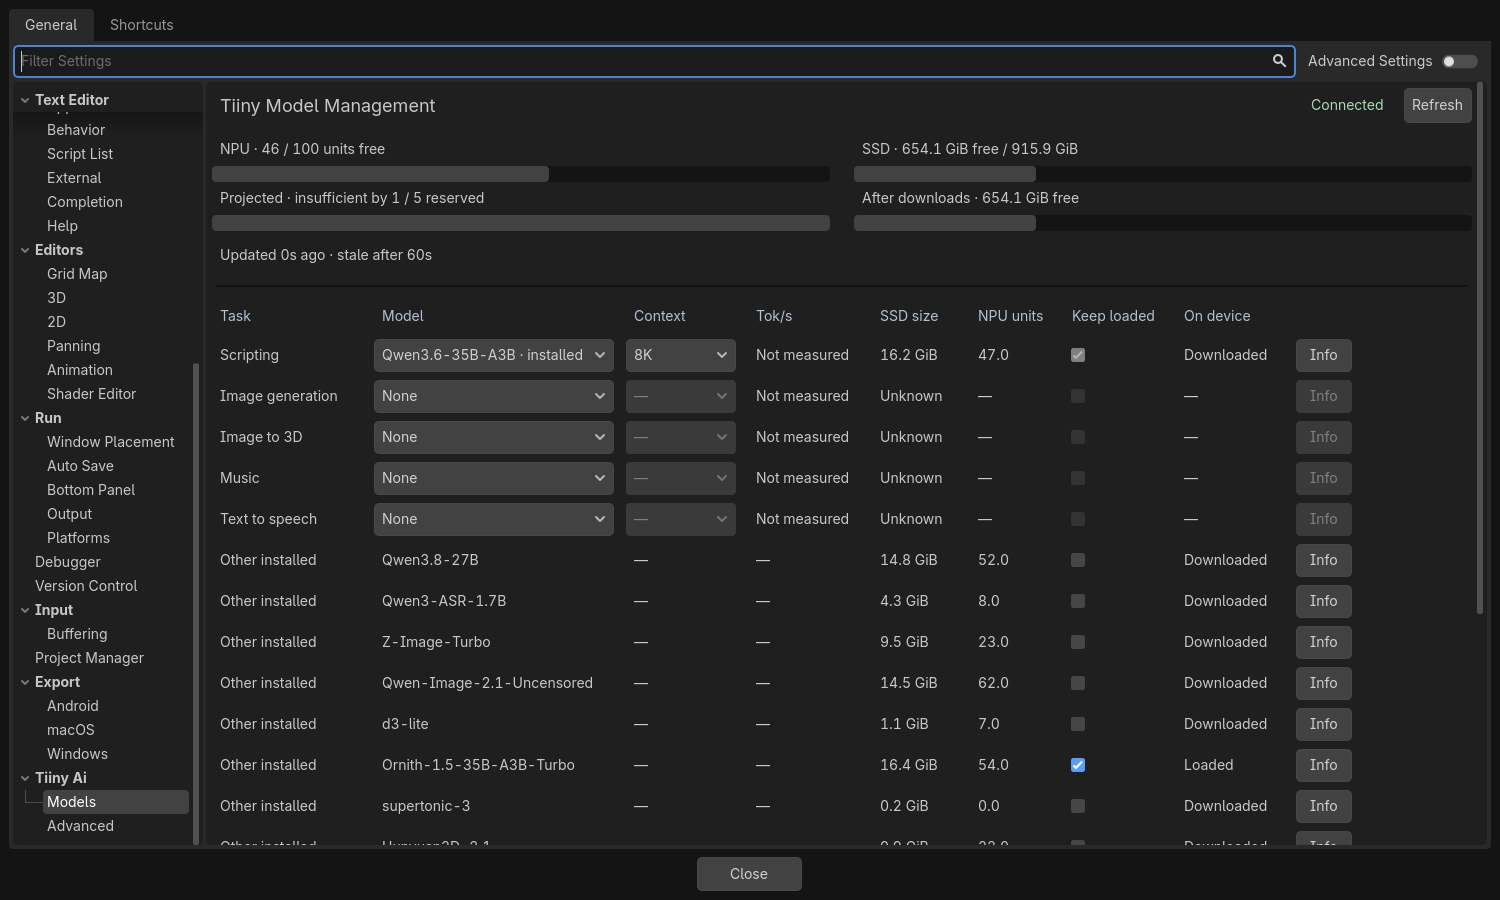 General
Shortcuts
Filter Settings
Advanced Settings
Text Editor
Behavior
Script List
External
Completion
Help
Editors
Grid Map
3D
2D
Panning
Animation
Shader Editor
Run
Window Placement
Auto Save
Bottom Panel
Output
Platforms
Debugger
Version Control
Input
Buffering
Project Manager
Export
Android
macOS
Windows
Tiiny Ai
Models
Advanced
Tiiny Model Management
Connected
Refresh
NPU · 46 / 100 units free
SSD · 654.1 GiB free / 915.9 GiB
Projected · insufficient by 1 / 5 reserved
After downloads · 654.1 GiB free
Updated 0s ago · stale after 60s
Task Model Context Tok/s SSD size NPU units Keep loaded On device
Scripting Qwen3.6-35B-A3B · installed 8K Not measured 16.2 GiB 47.0 Downloaded Info
Image generation None — Not measured Unknown — — Info
Image to 3D None — Not measured Unknown — — Info
Music None — Not measured Unknown — — Info
Text to speech None — Not measured Unknown — — Info
Other installed Qwen3.8-27B — — 14.8 GiB 52.0 Downloaded Info
Other installed Qwen3-ASR-1.7B — — 4.3 GiB 8.0 Downloaded Info
Other installed Z-Image-Turbo — — 9.5 GiB 23.0 Downloaded Info
Other installed Qwen-Image-2.1-Uncensored — — 14.5 GiB 62.0 Downloaded Info
Other installed d3-lite — — 1.1 GiB 7.0 Downloaded Info
Other installed Ornith-1.5-35B-A3B-Turbo — — 16.4 GiB 54.0 Loaded Info
Other installed supertonic-3 — — 0.2 GiB 0.0 Downloaded Info
Close